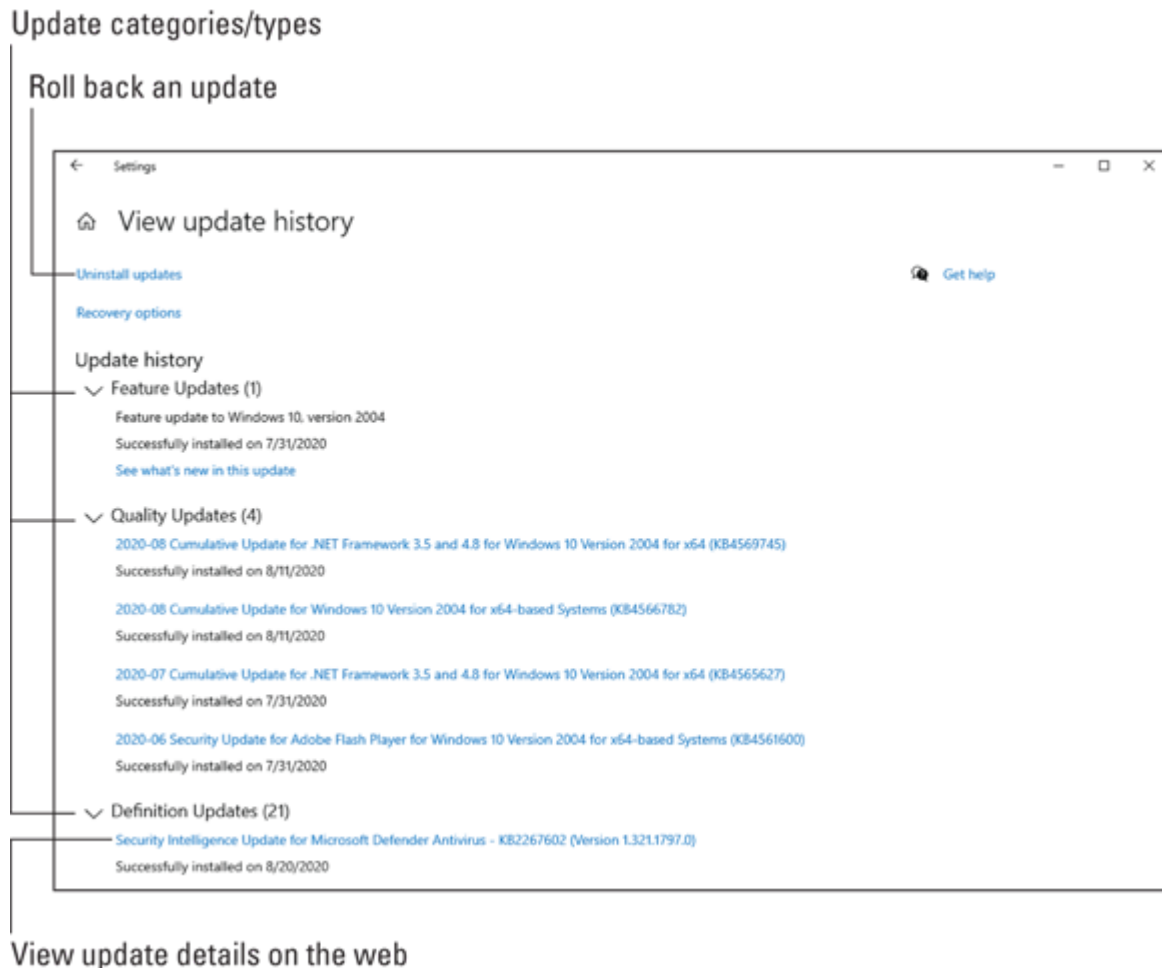 Update categories/types
Roll back an update
Settings
View update history
Uninstall updates
Get help
Recovery options
Update history
Feature Updates (1)
Feature update to Windows 10, version 2004
Successfully installed on 7/31/2020
See what's new in this update
Quality Updates (4)
2020-08 Cumulative Update for .NET Framework 3.5 and 4.8 for Windows 10 Version 2004 for x64 (KB4569745)
Successfully installed on 8/11/2020
2020-08 Cumulative Update for Windows 10 Version 2004 for x64-based Systems (KB4566782)
Successfully installed on 8/11/2020
2020-07 Cumulative Update for .NET Framework 3.5 and 4.8 for Windows 10 Version 2004 for x64 (KB4565627)
Successfully installed on 7/31/2020
2020-06 Security Update for Adobe Flash Player for Windows 10 Version 2004 for x64-based Systems (KB4561600)
Successfully installed on 7/31/2020
Definition Updates (21)
Security Intelligence Update for Microsoft Defender Antivirus - KB2267602 (Version 1.321.1797.0)
Successfully installed on 8/20/2020
View update details on the web